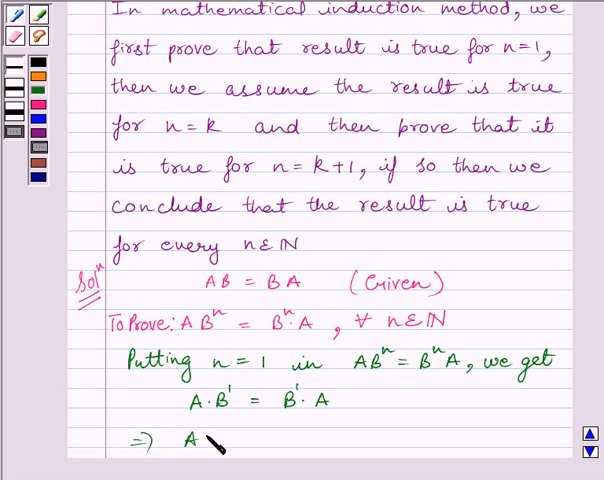 In mathematical induction method, we
first prove that result is true for n=1,
then we assume the result is true
for n=k and then prove that it
is true for n=k+1, if so then we
conclude that the result is true
for every nεℕ
Solⁿ AB = BA (Given)
To Prove: ABⁿ = Bⁿ·A, ∀ nεℕ
Putting n=1 in ABⁿ=BⁿA, we get
A·B¹ = B¹·A
⇒ A